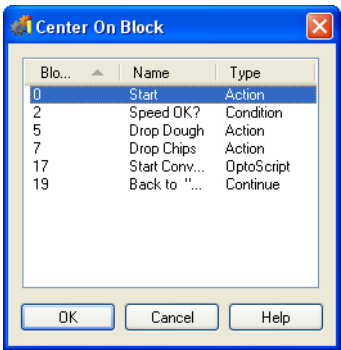 Center On Block
Blo... Name Type
0 Start Action
2 Speed OK? Condition
5 Drop Dough Action
7 Drop Chips Action
17 Start Conv... OptoScript
19 Back to "... Continue
OK Cancel Help